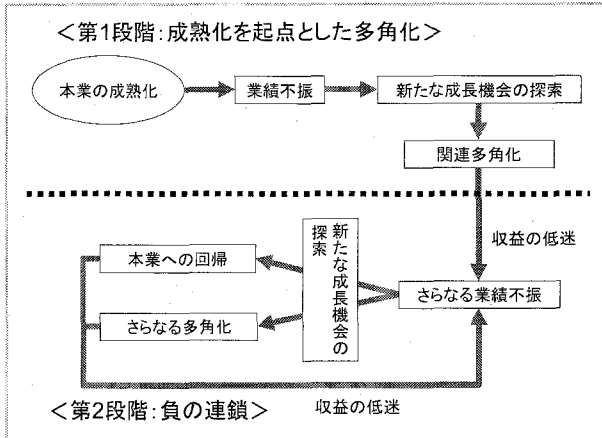 ＜第1段階：成熟化を起点とした多角化＞
本業の成熟化
業績不振
新たな成長機会の探索
関連多角化
収益の低迷
新たな成長機会の
探索
本業への回帰
さらなる業績不振
さらなる多角化
＜第2段階：負の連鎖＞
収益の低迷